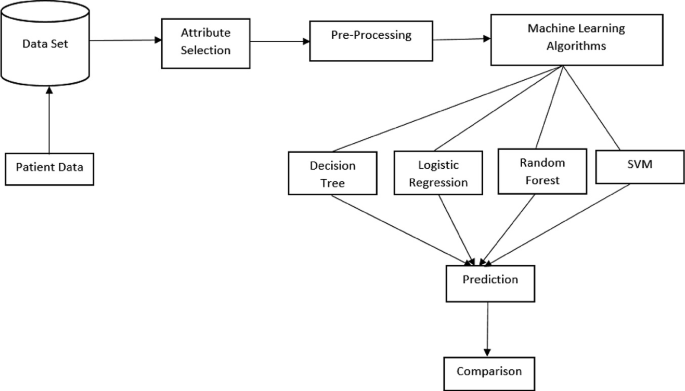 Data Set
Attribute
Selection
Pre-Processing
Machine Learning
Algorithms
Patient Data
Decision
Tree
Logistic
Regression
Random
Forest
SVM
Prediction
Comparison